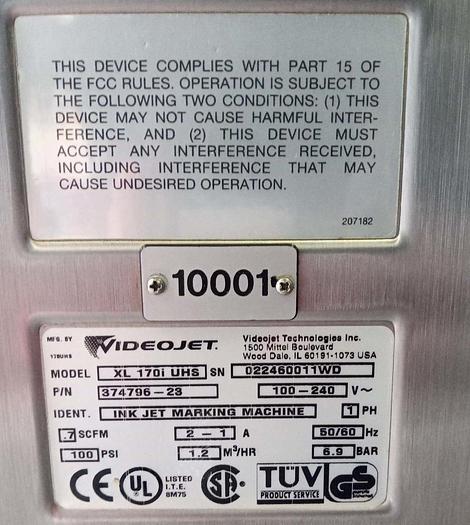 THIS DEVICE COMPLIES WITH PART 15 OF
THE FCC RULES. OPERATION IS SUBJECT TO
THE FOLLOWING TWO CONDITIONS: (1) THIS
DEVICE MAY NOT CAUSE HARMFUL INTER-
FERENCE, AND (2) THIS DEVICE MUST
ACCEPT ANY INTERFERENCE RECEIVED,
INCLUDING INTERFERENCE THAT MAY
CAUSE UNDESIRED OPERATION.
207182
10001
MFG. BY VIDEOJET. Videojet Technologies Inc.
1500 Mittel Boulevard
170UHS Wood Dale, IL 60191-1073 USA
MODEL XL 170i UHS SN 022460011WD
P/N 374796-23 100-240 V~
IDENT. INK JET MARKING MACHINE 1 PH
.7 SCFM 2-1 A 50/60 Hz
100 PSI 1.2 M³/HR 6.9 BAR
CE UL LISTED I.T.E. 8M75 SA TÜV PRODUCT SERVICE GS